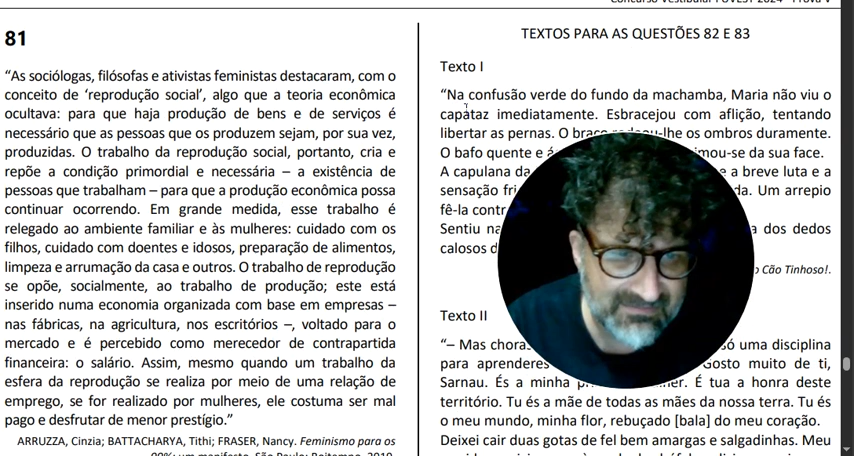 Concurso Vestibular FUVEST 2024 - Prova V
81
“As sociólogas, filósofas e ativistas feministas destacaram, com o
conceito de ‘reprodução social’, algo que a teoria econômica
ocultava: para que haja produção de bens e de serviços é
necessário que as pessoas que os produzem sejam, por sua vez,
produzidas. O trabalho da reprodução social, portanto, cria e
repõe a condição primordial e necessária – a existência de
pessoas que trabalham – para que a produção econômica possa
continuar ocorrendo. Em grande medida, esse trabalho é
relegado ao ambiente familiar e às mulheres: cuidado com os
filhos, cuidado com doentes e idosos, preparação de alimentos,
limpeza e arrumação da casa e outros. O trabalho de reprodução
se opõe, socialmente, ao trabalho de produção; este está
inserido numa economia organizada com base em empresas –
nas fábricas, na agricultura, nos escritórios –, voltado para o
mercado e é percebido como merecedor de contrapartida
financeira: o salário. Assim, mesmo quando um trabalho da
esfera da reprodução se realiza por meio de uma relação de
emprego, se for realizado por mulheres, ele costuma ser mal
pago e desfrutar de menor prestígio.”
ARRUZZA, Cinzia; BATTACHARYA, Tithi; FRASER, Nancy. Feminismo para os
TEXTOS PARA AS QUESTÕES 82 E 83
Texto I
“Na confusão verde do fundo da machamba, Maria não viu o
capataz imediatamente. Esbracejou com aflição, tentando
libertar as pernas. O braço rodeou-lhe os ombros duramente.
O bafo quente e da sua face.
A capulana da e a breve luta e a
sensação Um arrepio
fê-la
Sentiu dos dedos
calosos
Cão Tinhoso!.
Texto II
“– Mas só uma disciplina
para aprenderes Gosto muito de ti,
Sarnau. És a minha É tua a honra deste
território. Tu és a mãe de todas as mães da nossa terra. Tu és
o meu mundo, minha flor, rebuçado [bala] do meu coração.
Deixei cair duas gotas de fel bem amargas e salgadinhas. Meu